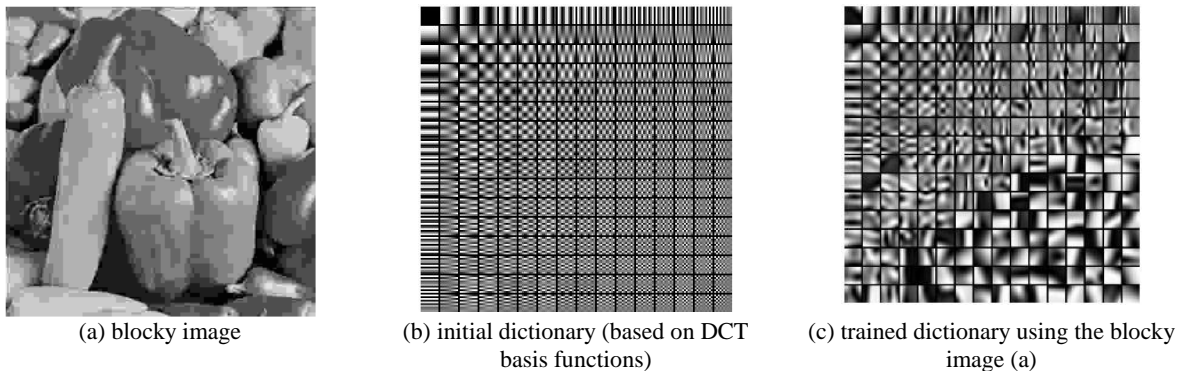 (a) blocky image
(b) initial dictionary (based on DCT
basis functions)
(c) trained dictionary using the blocky
image (a)